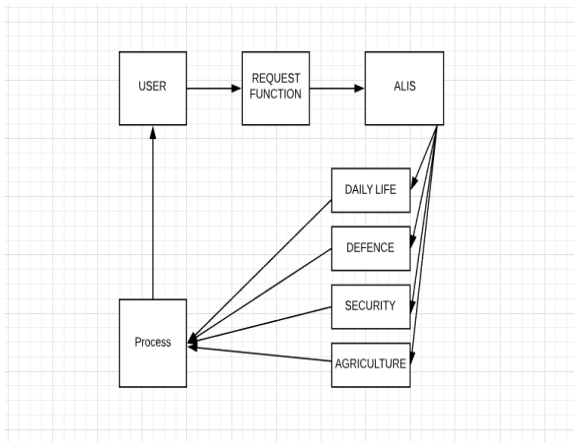 USER
REQUEST
FUNCTION
ALIS
DAILY LIFE
DEFENCE
SECURITY
Process
AGRICULTURE